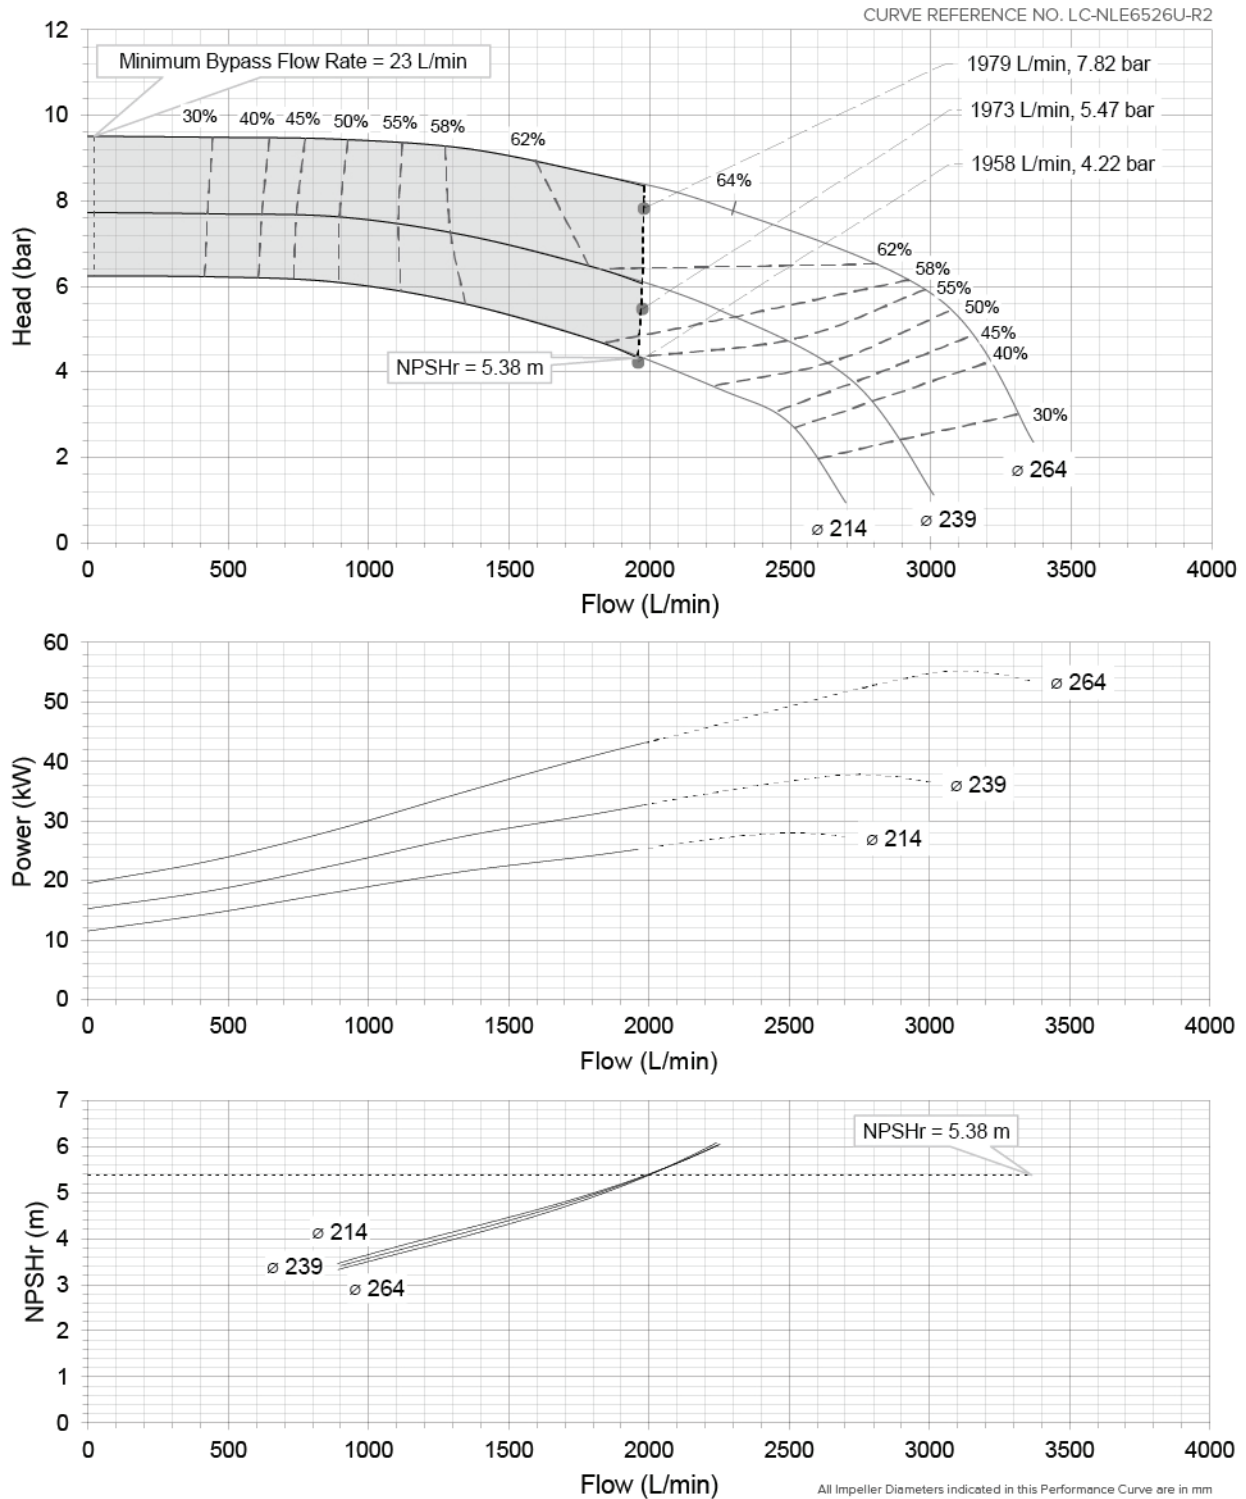 CURVE REFERENCE NO. LC-NLE6526U-R2
12
10
8
6
4
2
0
Head (bar)
Minimum Bypass Flow Rate = 23 L/min
1979 L/min, 7.82 bar
1973 L/min, 5.47 bar
1958 L/min, 4.22 bar
30% 40% 45% 50% 55% 58% 62% 64%
62%
58%
55%
50%
45%
40%
30%
NPSHr = 5.38 m
⌀ 264
⌀ 239
⌀ 214
0 500 1000 1500 2000 2500 3000 3500 4000
Flow (L/min)
60
50
40
30
20
10
0
Power (kW)
⌀ 264
⌀ 239
⌀ 214
0 500 1000 1500 2000 2500 3000 3500 4000
Flow (L/min)
7
6
5
4
3
2
1
0
NPSHr (m)
NPSHr = 5.38 m
⌀ 214
⌀ 239
⌀ 264
0 500 1000 1500 2000 2500 3000 3500 4000
Flow (L/min)
All Impeller Diameters indicated in this Performance Curve are in mm